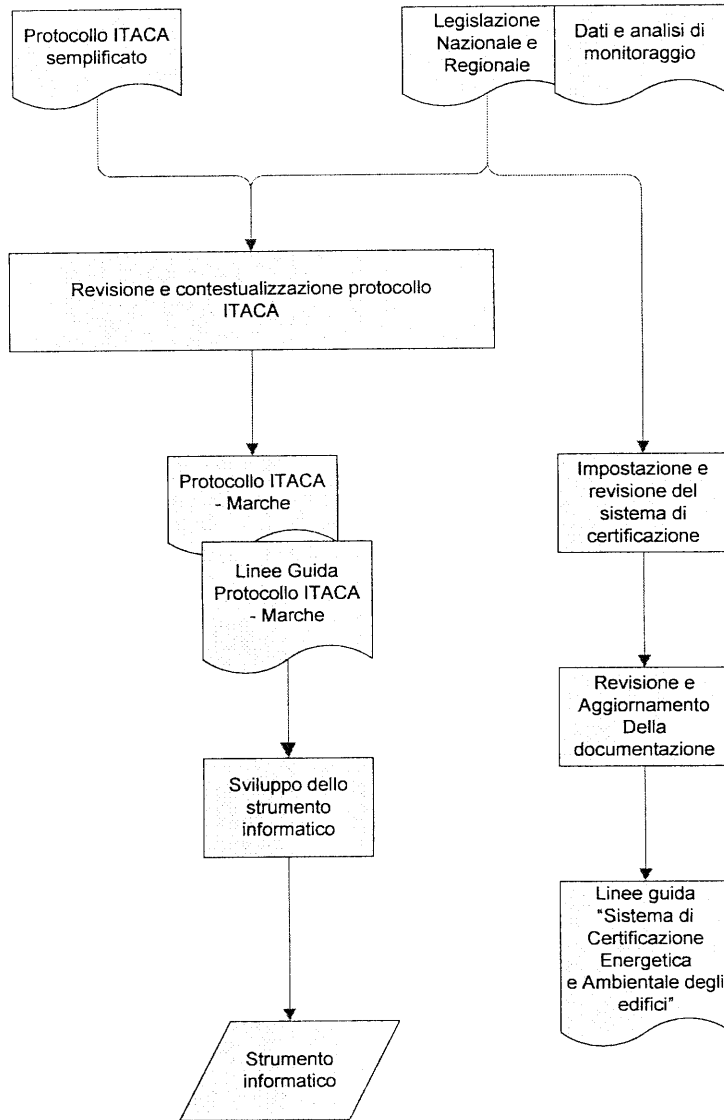 Protocollo ITACA
semplificato
Legislazione
Nazionale e
Regionale
Dati e analisi di
monitoraggio
Revisione e contestualizzazione protocollo
ITACA
Protocollo ITACA
- Marche
Linee Guida
Protocollo ITACA
- Marche
Impostazione e
revisione del
sistema di
certificazione
Revisione e
Aggiornamento
Della
documentazione
Sviluppo dello
strumento
informatico
Linee guida
"Sistema di
Certificazione
Energetica
e Ambientale degli
edifici"
Strumento
informatico